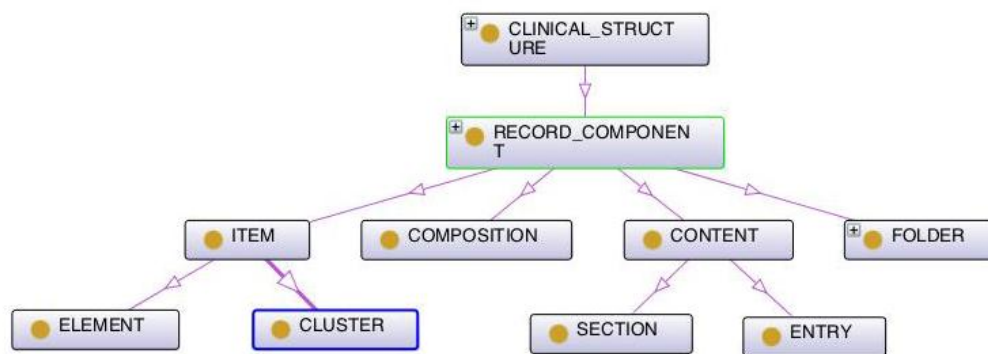 CLINICAL_STRUCT
URE
RECORD_COMPONEN
T
ITEM
COMPOSITION
CONTENT
FOLDER
ELEMENT
CLUSTER
SECTION
ENTRY